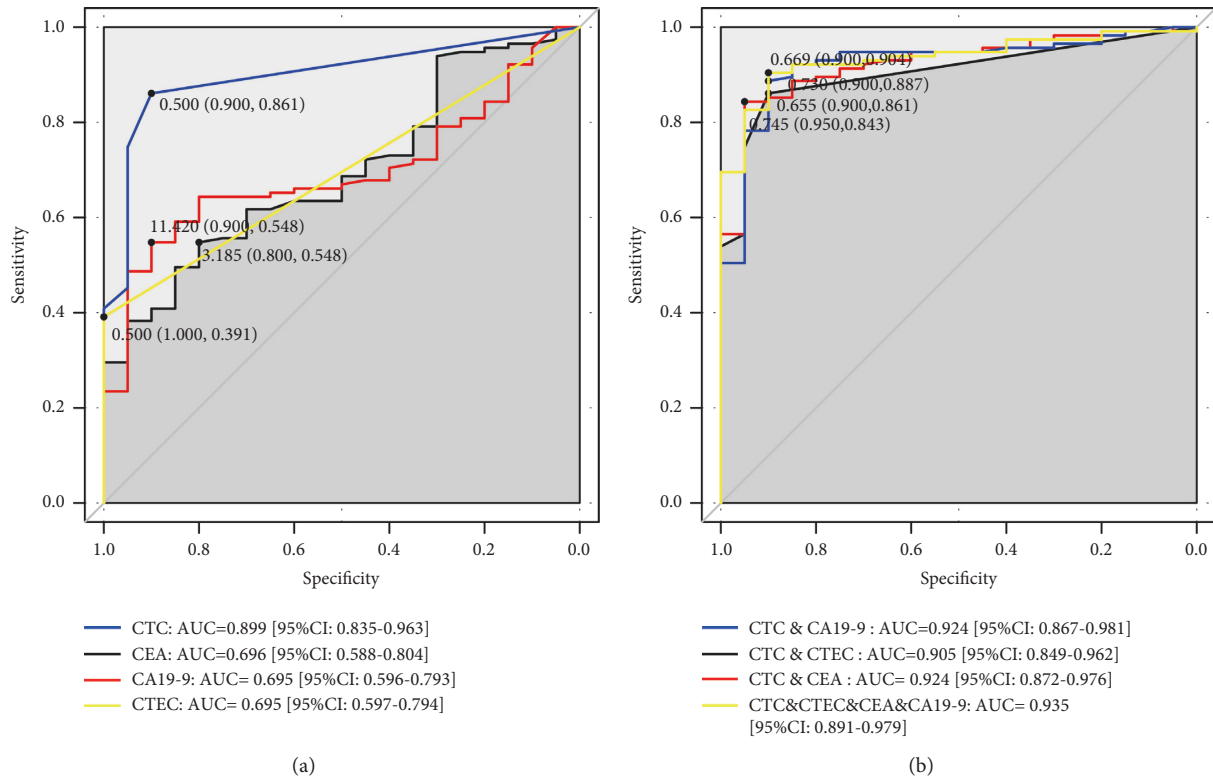 1.0
0.8
0.6
0.4
0.2
0.0
Sensitivity
0.500 (0.900, 0.861)
11.420 (0.900, 0.548)
3.185 (0.800, 0.548)
0.500 (1.000, 0.391)
1.0 0.8 0.6 0.4 0.2 0.0
Specificity
CTC: AUC=0.899 [95%CI: 0.835-0.963]
CEA: AUC=0.696 [95%CI: 0.588-0.804]
CA19-9: AUC= 0.695 [95%CI: 0.596-0.793]
CTEC: AUC= 0.695 [95%CI: 0.597-0.794]
(a)
1.0
0.8
0.6
0.4
0.2
0.0
Sensitivity
0.669 (0.900,0.904)
0.730 (0.900,0.887)
0.655 (0.900,0.861)
0.745 (0.950,0.843)
1.0 0.8 0.6 0.4 0.2 0.0
Specificity
CTC & CA19-9 : AUC=0.924 [95%CI: 0.867-0.981]
CTC & CTEC : AUC=0.905 [95%CI: 0.849-0.962]
CTC & CEA : AUC= 0.924 [95%CI: 0.872-0.976]
CTC&CTEC&CEA&CA19-9: AUC= 0.935
[95%CI: 0.891-0.979]
(b)